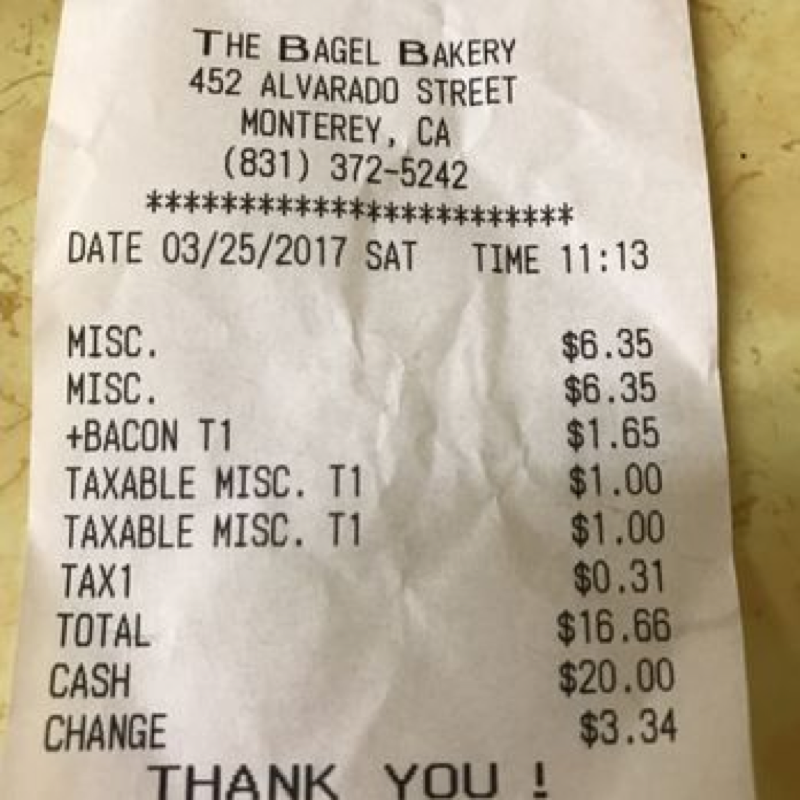 THE BAGEL BAKERY
452 ALVARADO STREET
MONTEREY, CA
(831) 372-5242
************************
DATE 03/25/2017 SAT TIME 11:13
MISC. $6.35
MISC. $6.35
+BACON T1 $1.65
TAXABLE MISC. T1 $1.00
TAXABLE MISC. T1 $1.00
TAX1 $0.31
TOTAL $16.66
CASH $20.00
CHANGE $3.34
THANK YOU !